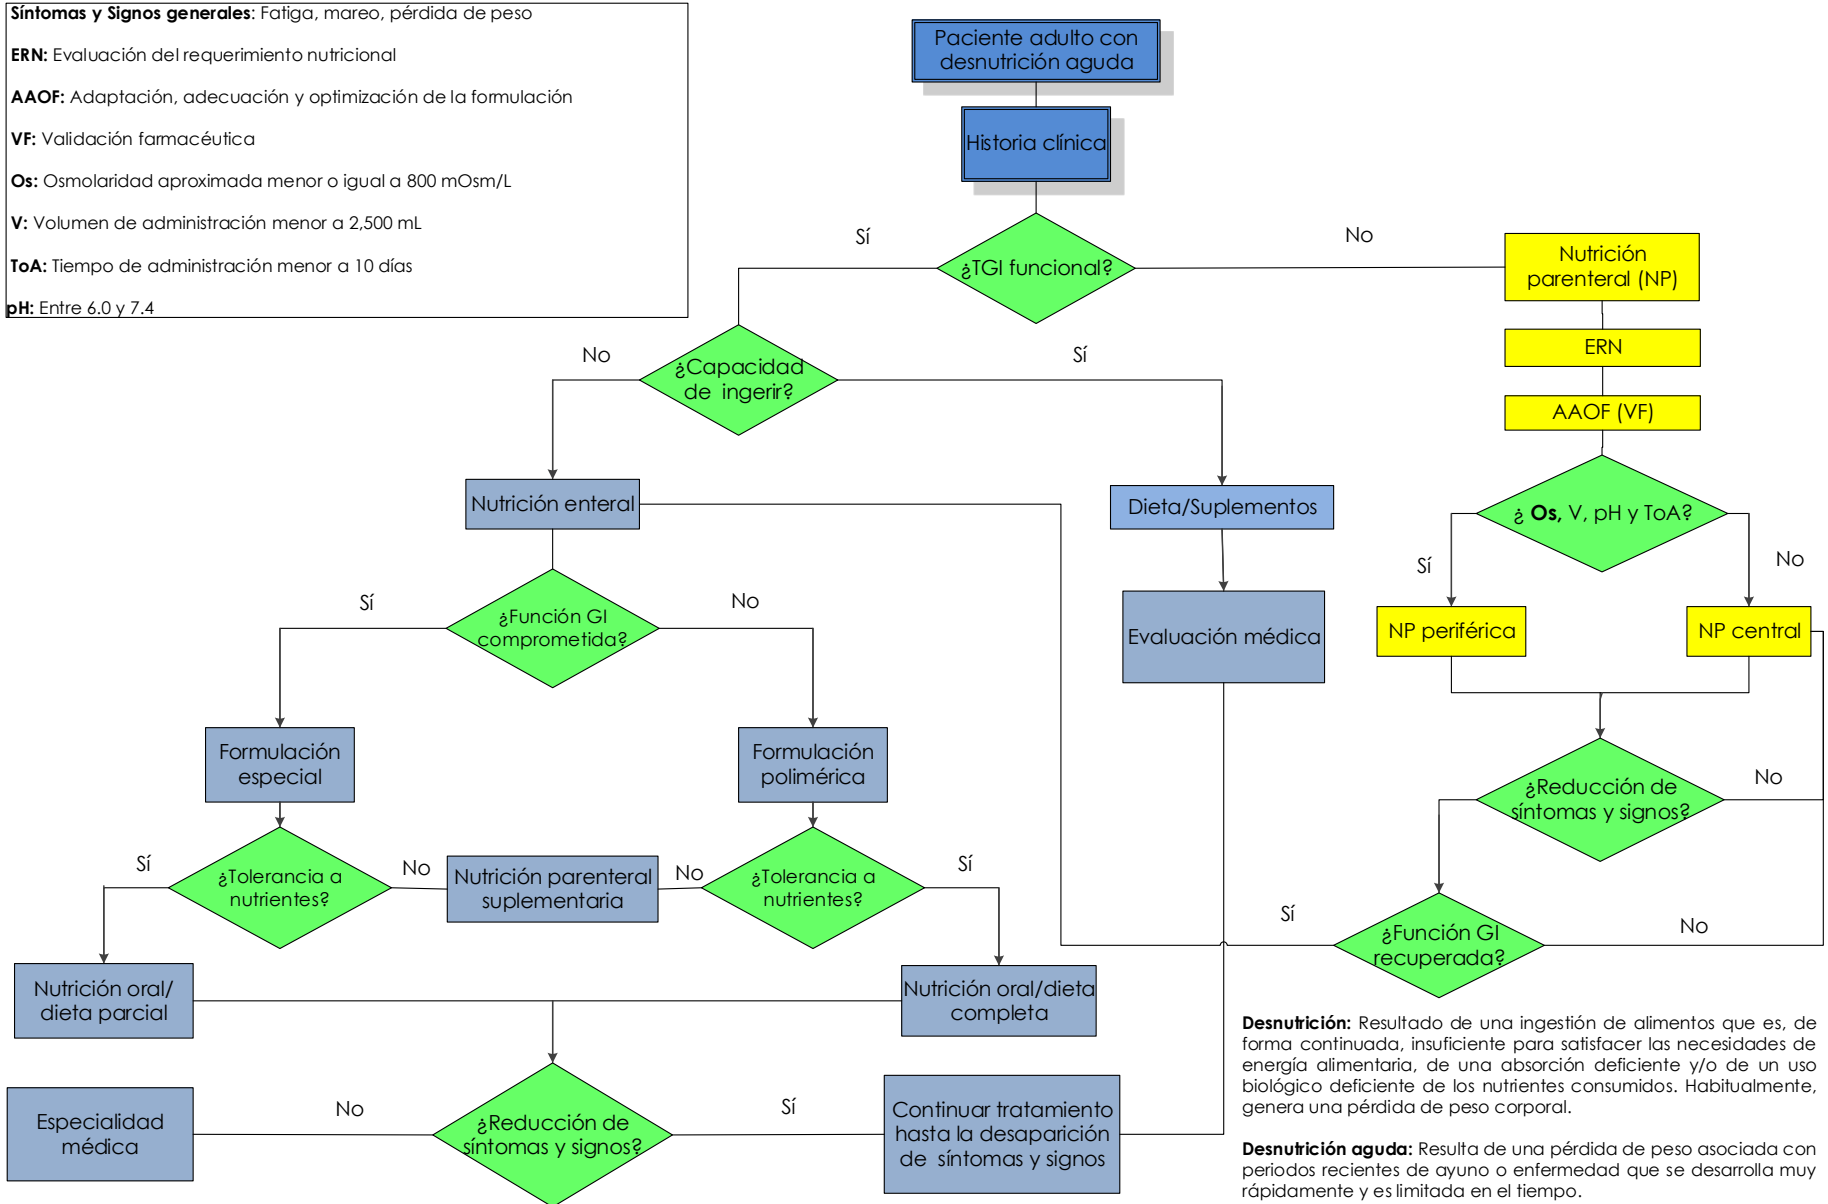 Síntomas y Signos generales: Fatiga, mareo, pérdida de peso
ERN: Evaluación del requerimiento nutricional
AAOF: Adaptación, adecuación y optimización de la formulación
VF: Validación farmacéutica
Os: Osmolaridad aproximada menor o igual a 800 mOsm/L
V: Volumen de administración menor a 2,500 mL
ToA: Tiempo de administración menor a 10 días
pH: Entre 6.0 y 7.4
Paciente adulto con
desnutrición aguda
Historia clínica
¿TGI funcional?
Sí
No
Nutrición
parenteral (NP)
ERN
AAOF (VF)
¿Capacidad
de ingerir?
No
Sí
¿ Os, V, pH y ToA?
Sí
No
NP periférica
NP central
Nutrición enteral
Dieta/Suplementos
Evaluación médica
¿Función GI
comprometida?
Sí
No
Formulación
especial
Formulación
polimérica
¿Reducción de
síntomas y signos?
No
¿Tolerancia a
nutrientes?
Sí
No
Nutrición parenteral
suplementaria
No
¿Tolerancia a
nutrientes?
Sí
¿Función GI
recuperada?
Sí
No
Nutrición oral/
dieta parcial
Nutrición oral/dieta
completa
Especialidad
médica
No
¿Reducción de
síntomas y signos?
Sí
Continuar tratamiento
hasta la desaparición
de síntomas y signos
Desnutrición: Resultado de una ingestión de alimentos que es, de
forma continuada, insuficiente para satisfacer las necesidades de
energía alimentaria, de una absorción deficiente y/o de un uso
biológico deficiente de los nutrientes consumidos. Habitualmente,
genera una pérdida de peso corporal.
Desnutrición aguda: Resulta de una pérdida de peso asociada con
periodos recientes de ayuno o enfermedad que se desarrolla muy
rápidamente y es limitada en el tiempo.